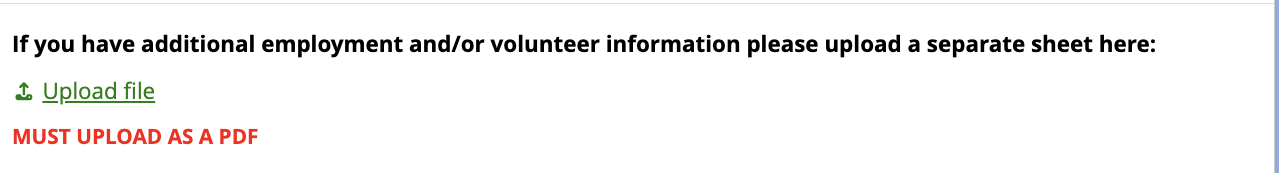 If you have additional employment and/or volunteer information please upload a separate sheet here:
Upload file
MUST UPLOAD AS A PDF